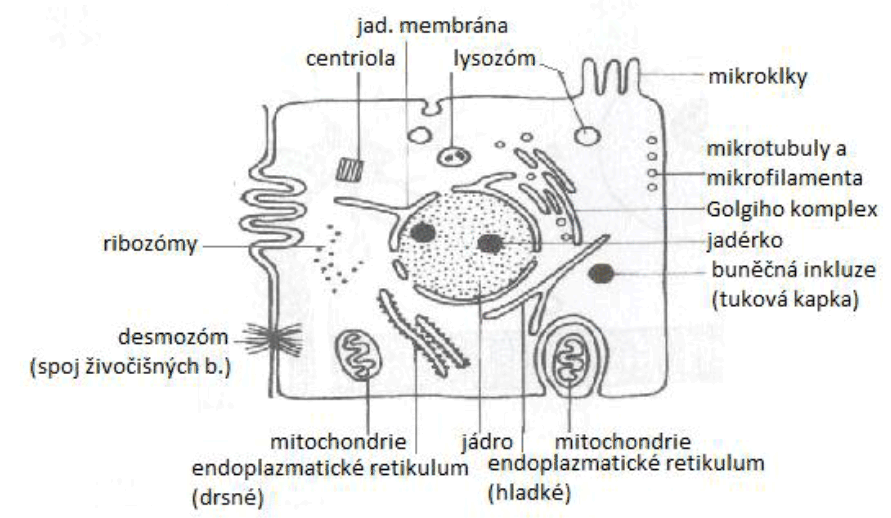 jad. membrána
centriola
lysozóm
mikroklky
mikrotubuly a
mikrofilamenta
Golgiho komplex
jadérko
buněčná inkluze
(tuková kapka)
ribozómy
desmozóm
(spoj živočišných b.)
mitochondrie
jádro
mitochondrie
endoplazmatické retikulum
(drsné)
endoplazmatické retikulum
(hladké)